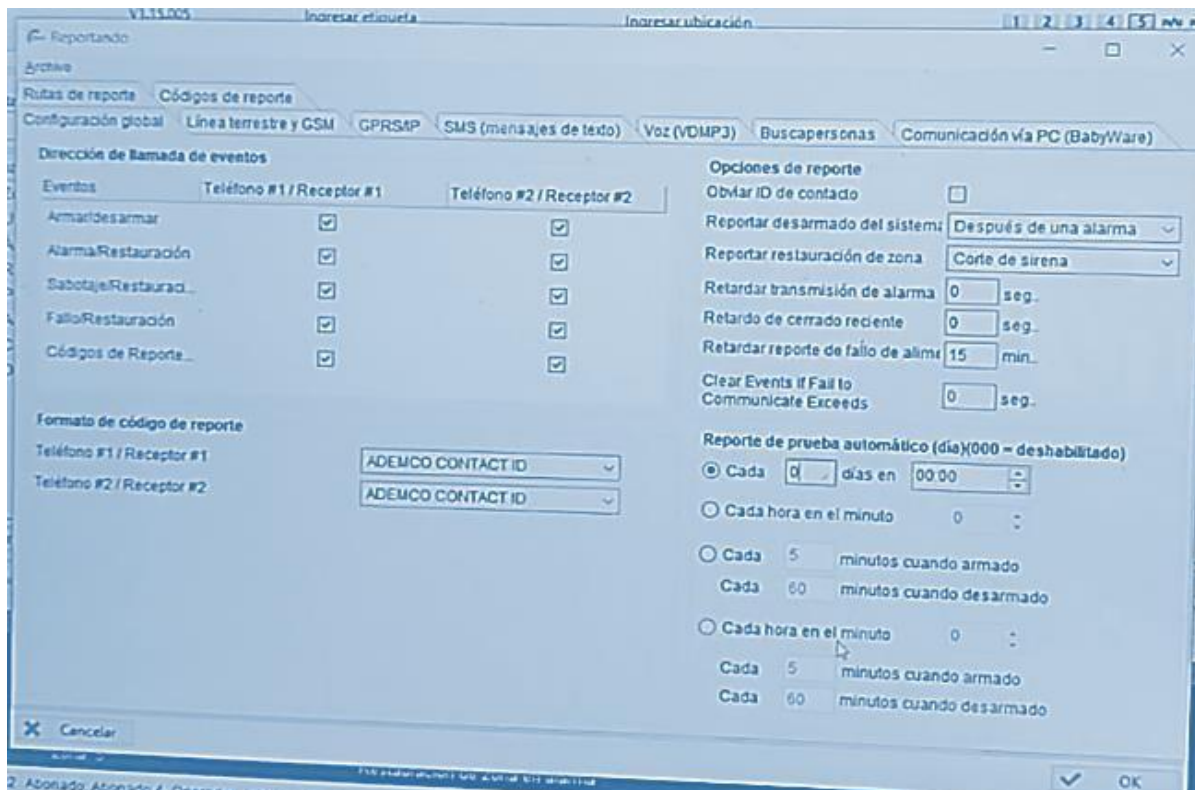 V1.15.005 Ingresar etiqueta Ingresar ubicación 1 2 3 4 5
Reportando
Archivo
Rutas de reporte Códigos de reporte
Configuración global Línea terrestre y GSM GPRS/IP SMS (mensajes de texto) Voz (VDMP3) Buscapersonas Comunicación vía PC (BabyWare)
Dirección de llamada de eventos
Eventos Teléfono #1 / Receptor #1 Teléfono #2 / Receptor #2
Armar/desarmar
Alarma/Restauración
Sabotaje/Restauraci...
Fallo/Restauración
Códigos de Reporte...
Formato de código de reporte
Teléfono #1 / Receptor #1 ADEMCO CONTACT ID
Teléfono #2 / Receptor #2 ADEMCO CONTACT ID
Opciones de reporte
Obviar ID de contacto
Reportar desarmado del sistema Después de una alarma
Reportar restauración de zona Corte de sirena
Retardar transmisión de alarma 0 seg..
Retardo de cerrado reciente 0 seg..
Retardar reporte de fallo de alime 15 min..
Clear Events if Fail to
Communicate Exceeds 0 seg..
Reporte de prueba automático (día)(000 = deshabilitado)
Cada 0 días en 00:00
Cada hora en el minuto 0
Cada 5 minutos cuando armado
Cada 60 minutos cuando desarmado
Cada hora en el minuto 0
Cada 5 minutos cuando armado
Cada 60 minutos cuando desarmado
Cancelar
OK
Restauración de zona en alarma